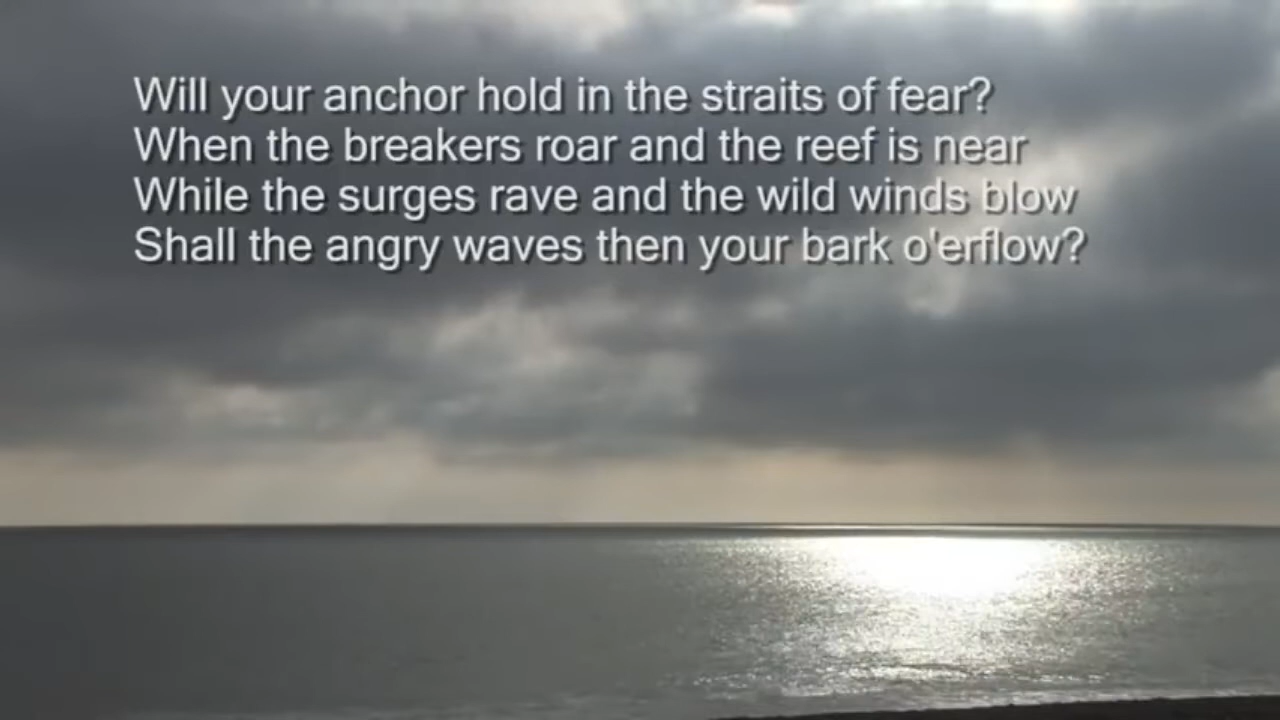 Will your anchor hold in the straits of fear?
When the breakers roar and the reef is near
While the surges rave and the wild winds blow
Shall the angry waves then your bark o'erflow?